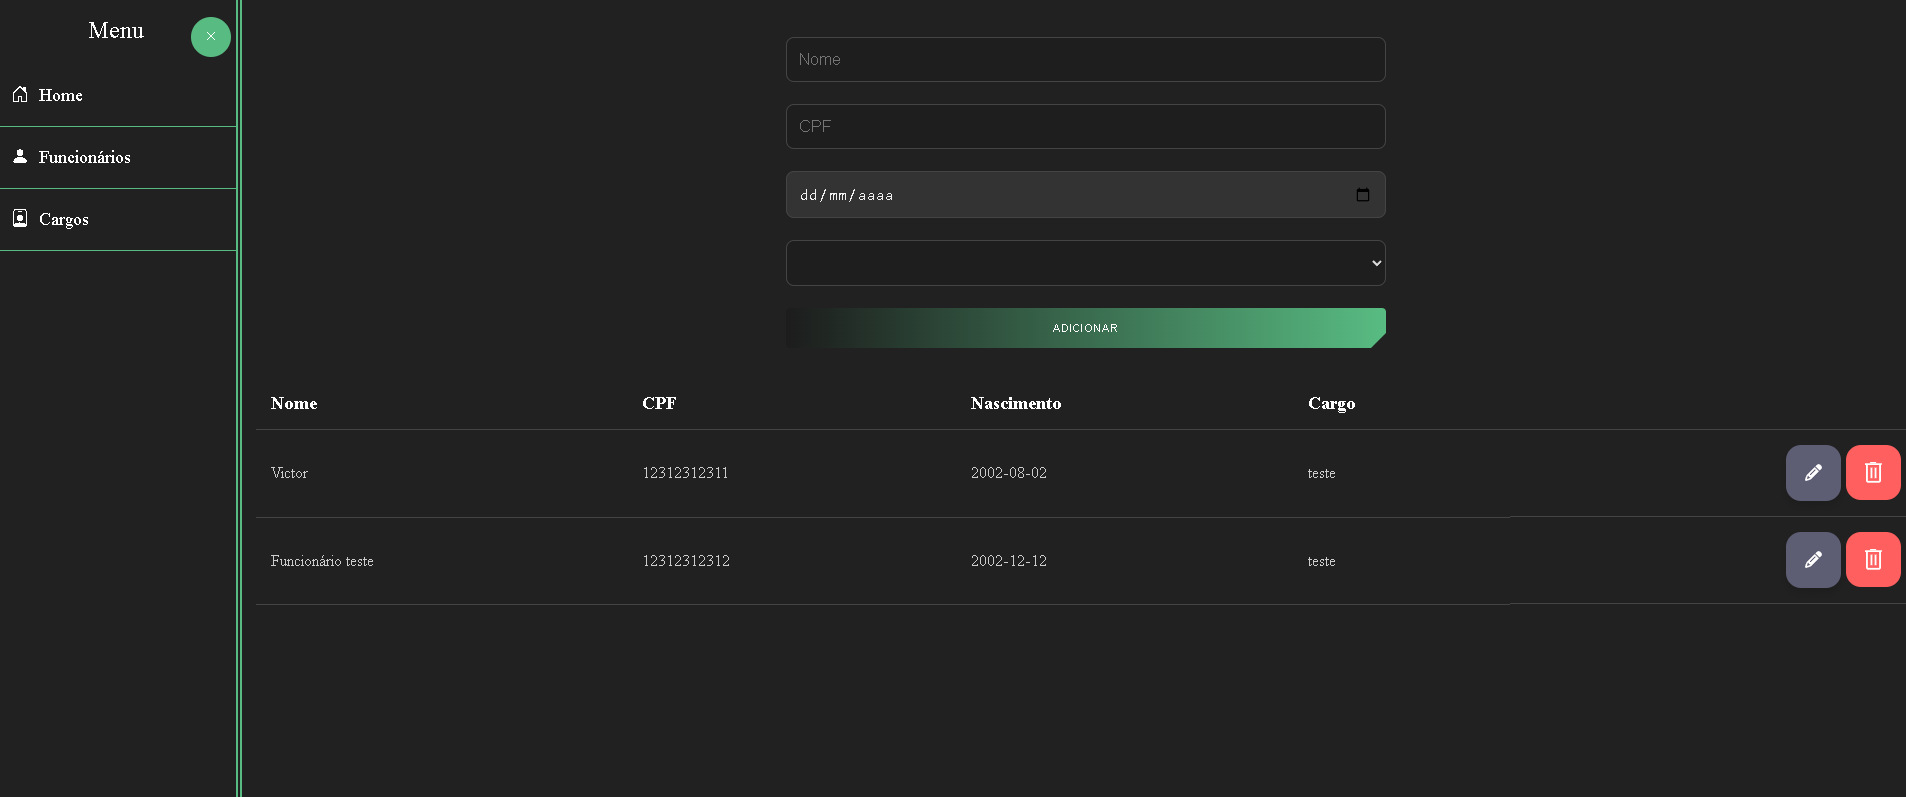 Menu
Home
Funcionários
Cargos
Nome
CPF
dd/mm/aaaa
ADICIONAR
Nome CPF Nascimento Cargo
Victor 12312312311 2002-08-02 teste
Funcionário teste 12312312312 2002-12-12 teste